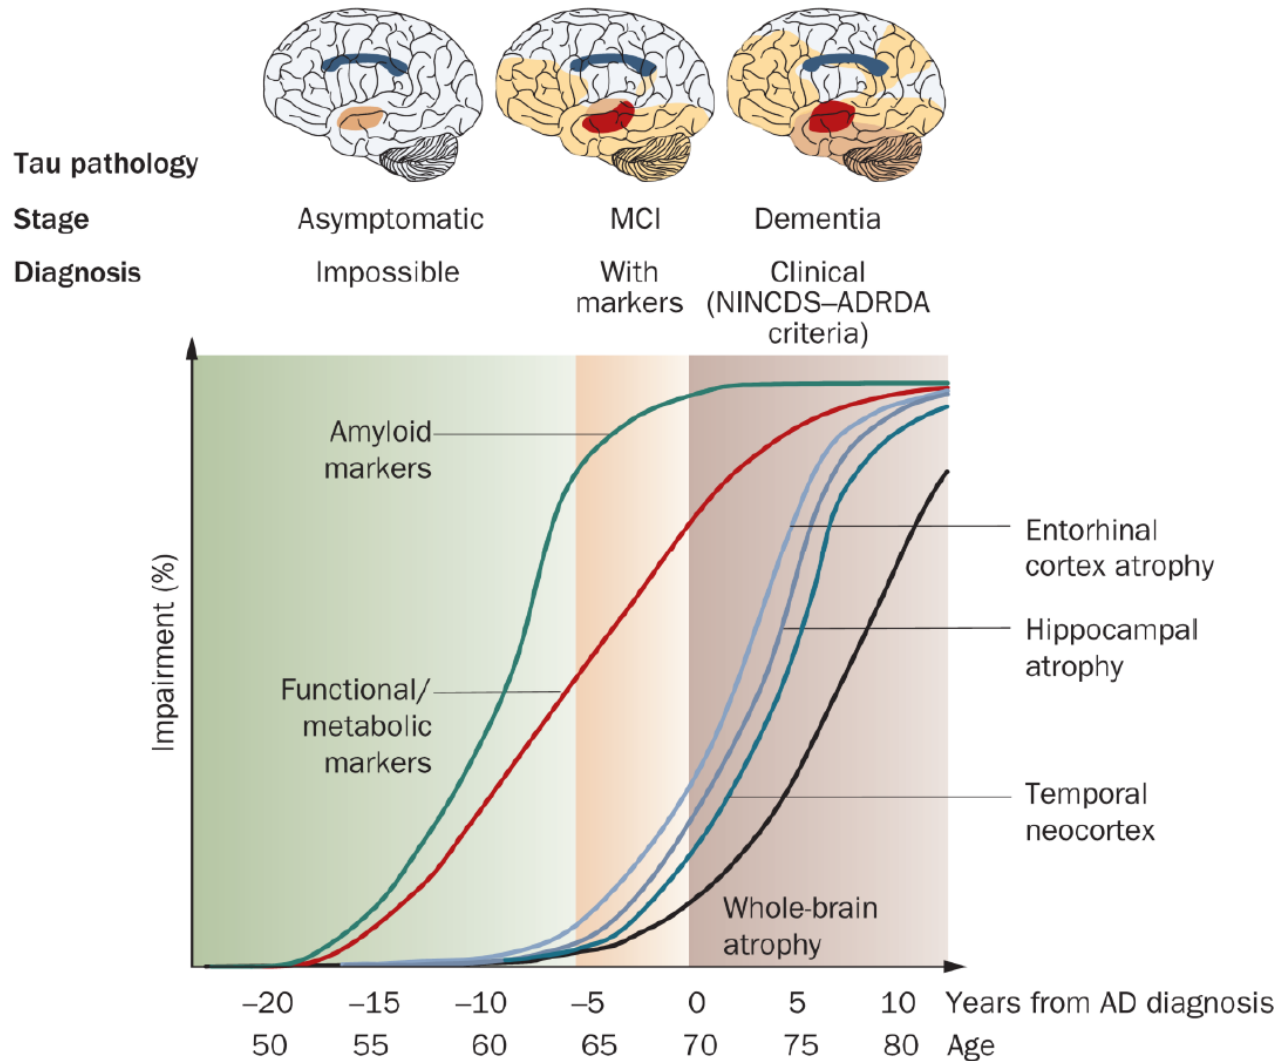 Tau pathology
Stage
Asymptomatic
MCI
Dementia
Diagnosis
Impossible
With
markers
Clinical
(NINCDS–ADRDA
criteria)
Impairment (%)
Amyloid
markers
Functional/
metabolic
markers
Entorhinal
cortex atrophy
Hippocampal
atrophy
Temporal
neocortex
Whole-brain
atrophy
–20 –15 –10 –5 0 5 10 Years from AD diagnosis
50 55 60 65 70 75 80 Age